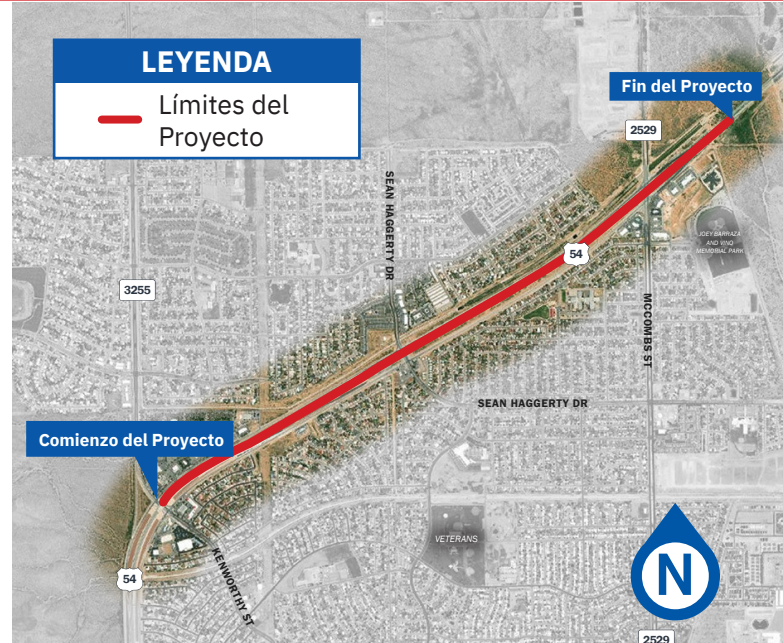 LEYENDA
Límites del
Proyecto
Fin del Proyecto
2529
SEAN HAGGERTY DR
JOEY BARRAZA
AND VINO
MEMORIAL PARK
54
3255
MCCOMBS ST
SEAN HAGGERTY DR
Comienzo del Proyecto
VETERANS
KENWORTHY ST
54
N
2529